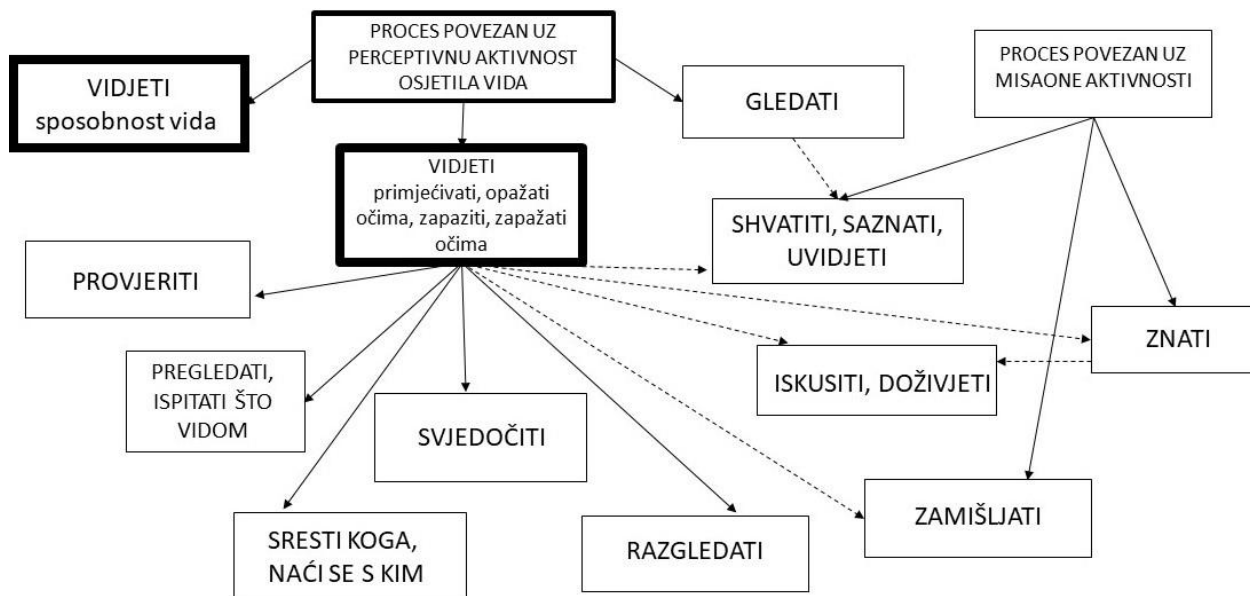 PROCES POVEZAN UZ
PERCEPTIVNU AKTIVNOST
OSJETILA VIDA
PROCES POVEZAN UZ
MISAONE AKTIVNOSTI
VIDJETI
sposobnost vida
GLEDATI
VIDJETI
primjećivati, opažati
očima, zapaziti, zapažati
očima
SHVATITI, SAZNATI,
UVIDJETI
PROVJERITI
ZNATI
PREGLEDATI,
ISPITATI ŠTO
VIDOM
ISKUSITI, DOŽIVJETI
SVJEDOČITI
ZAMIŠLJATI
SRESTI KOGA,
NAĆI SE S KIM
RAZGLEDATI